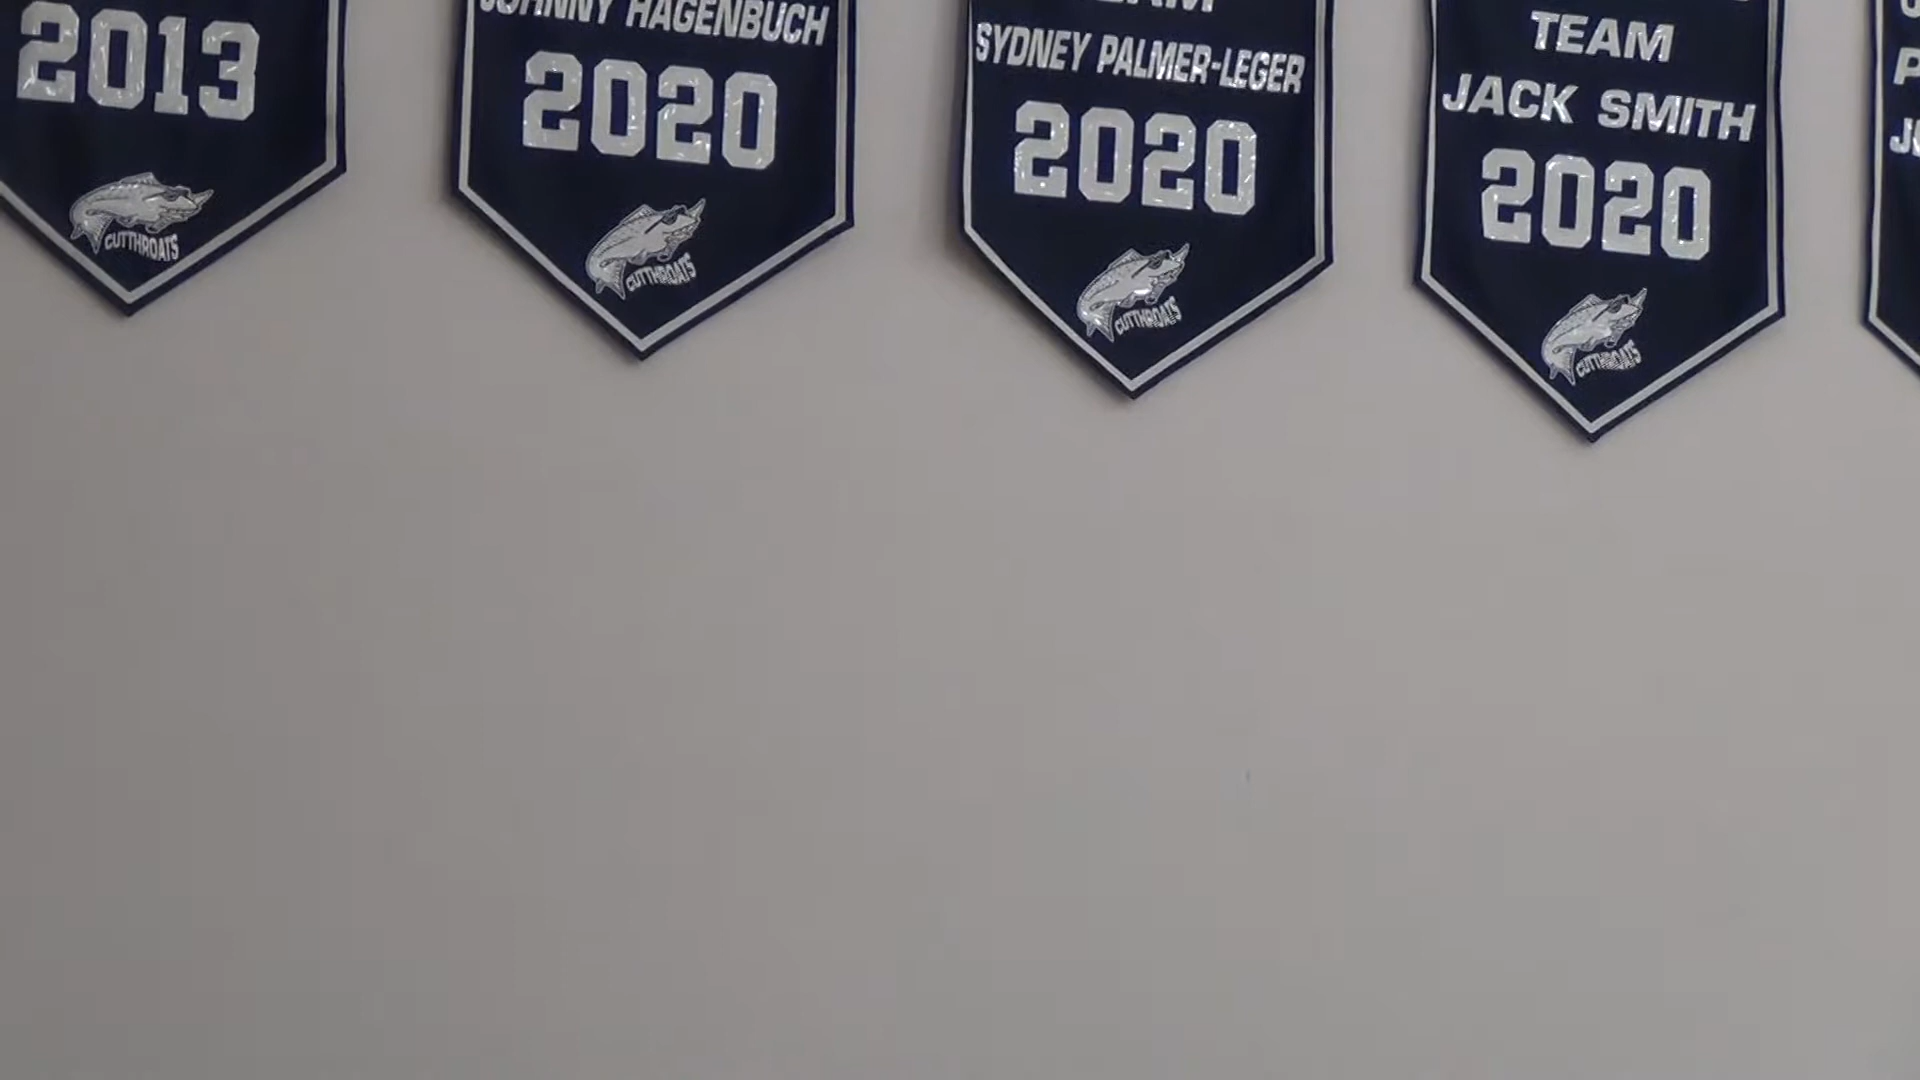 2013
CUTTHROATS
JOHNNY HAGENBUCH
2020
CUTTHROATS
SYDNEY PALMER-LEGER
2020
CUTTHROATS
TEAM
JACK SMITH
2020
CUTTHROATS